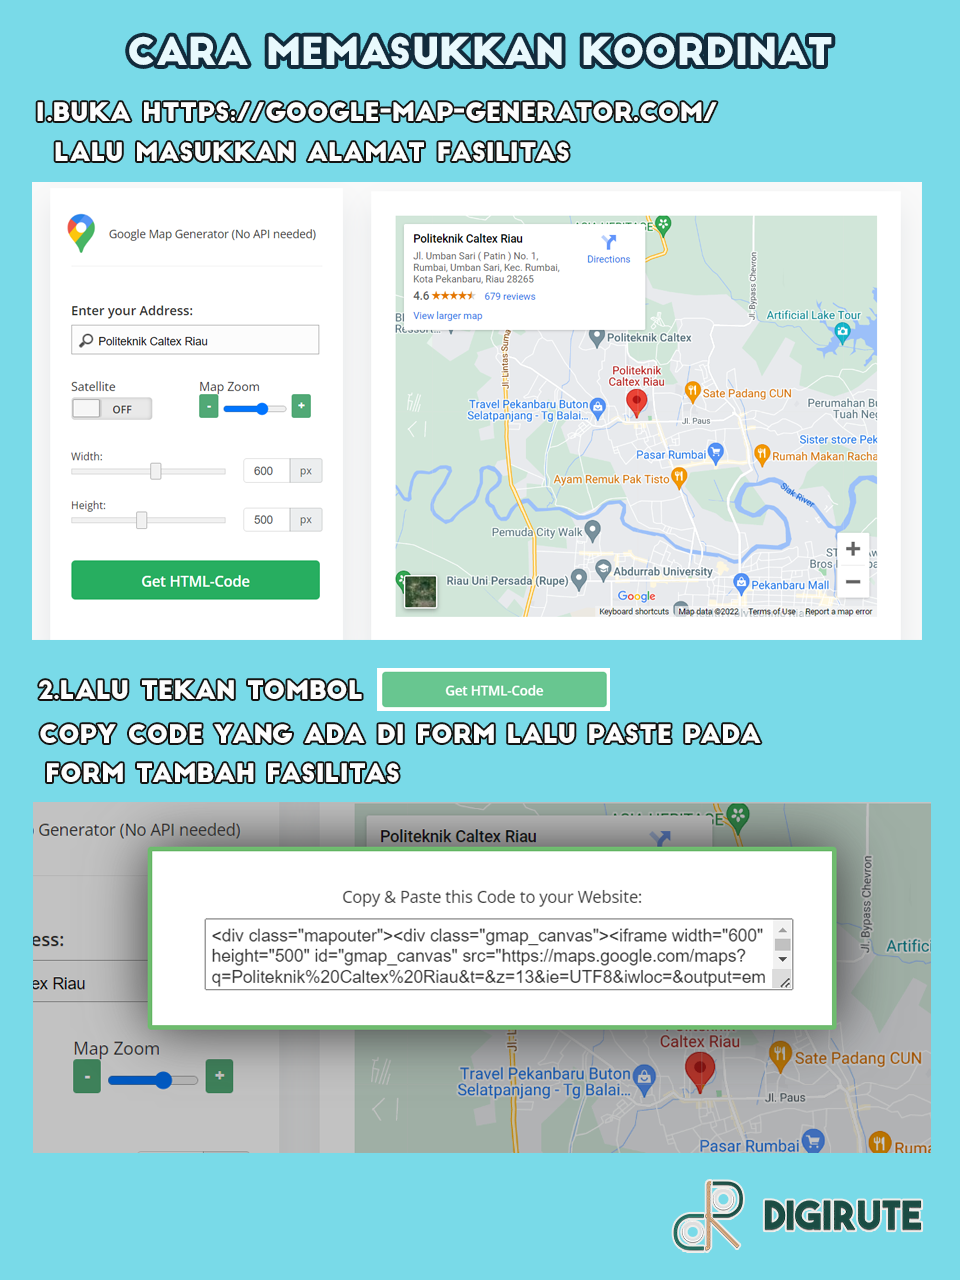 CARA MEMASUKKAN KOORDINAT
1.BUKA HTTPS://GOOGLE-MAP-GENERATOR.COM/
LALU MASUKKAN ALAMAT FASILITAS
Google Map Generator (No API needed)
Enter your Address:
Politeknik Caltex Riau
Satellite
Map Zoom
OFF
-
+
Width:
600
px
Height:
500
px
Get HTML-Code
Politeknik Caltex Riau
Jl. Umban Sari ( Patin ) No. 1,
Rumbai, Umban Sari, Kec. Rumbai,
Kota Pekanbaru, Riau 28265
4.6
679 reviews
View larger map
Directions
ASIA HERITAGE
Jl. Bypass Chevron
Artificial Lake Tour
Jl. Lintas Suma
Politeknik Caltex
Politeknik
Caltex Riau
Sate Padang CUN
Travel Pekanbaru Buton
Selatpanjang - Tg Balai...
Perumahan Bu
Tuah Neg
Jl. Paus
Sister store Pek
Pasar Rumbai
Rumah Makan Racha
Ayam Remuk Pak Tisto
Siak River
Pemuda City Walk
Riau Uni Persada (Rupe)
Abdurrab University
Pekanbaru Mall
+
−
Google
Keyboard shortcuts
Map data ©2022
Terms of Use
Report a map error
2.LALU TEKAN TOMBOL
Get HTML-Code
COPY CODE YANG ADA DI FORM LALU PASTE PADA
FORM TAMBAH FASILITAS
Generator (No API needed)
ASIA HERITAGE
Politeknik Caltex Riau
Copy & Paste this Code to your Website:
<div class="mapouter"><div class="gmap_canvas"><iframe width="600"
height="500" id="gmap_canvas" src="https://maps.google.com/maps?
q=Politeknik%20Caltex%20Riau&t=&z=13&ie=UTF8&iwloc=&output=em
Jl. Bypass Chevron
ess:
Artific
ex Riau
Map Zoom
-
+
Caltex Riau
Sate Padang CUN
Travel Pekanbaru Buton
Selatpanjang - Tg Balai...
Jl. Paus
Pasar Rumbai
Ruma
DIGIRUTE